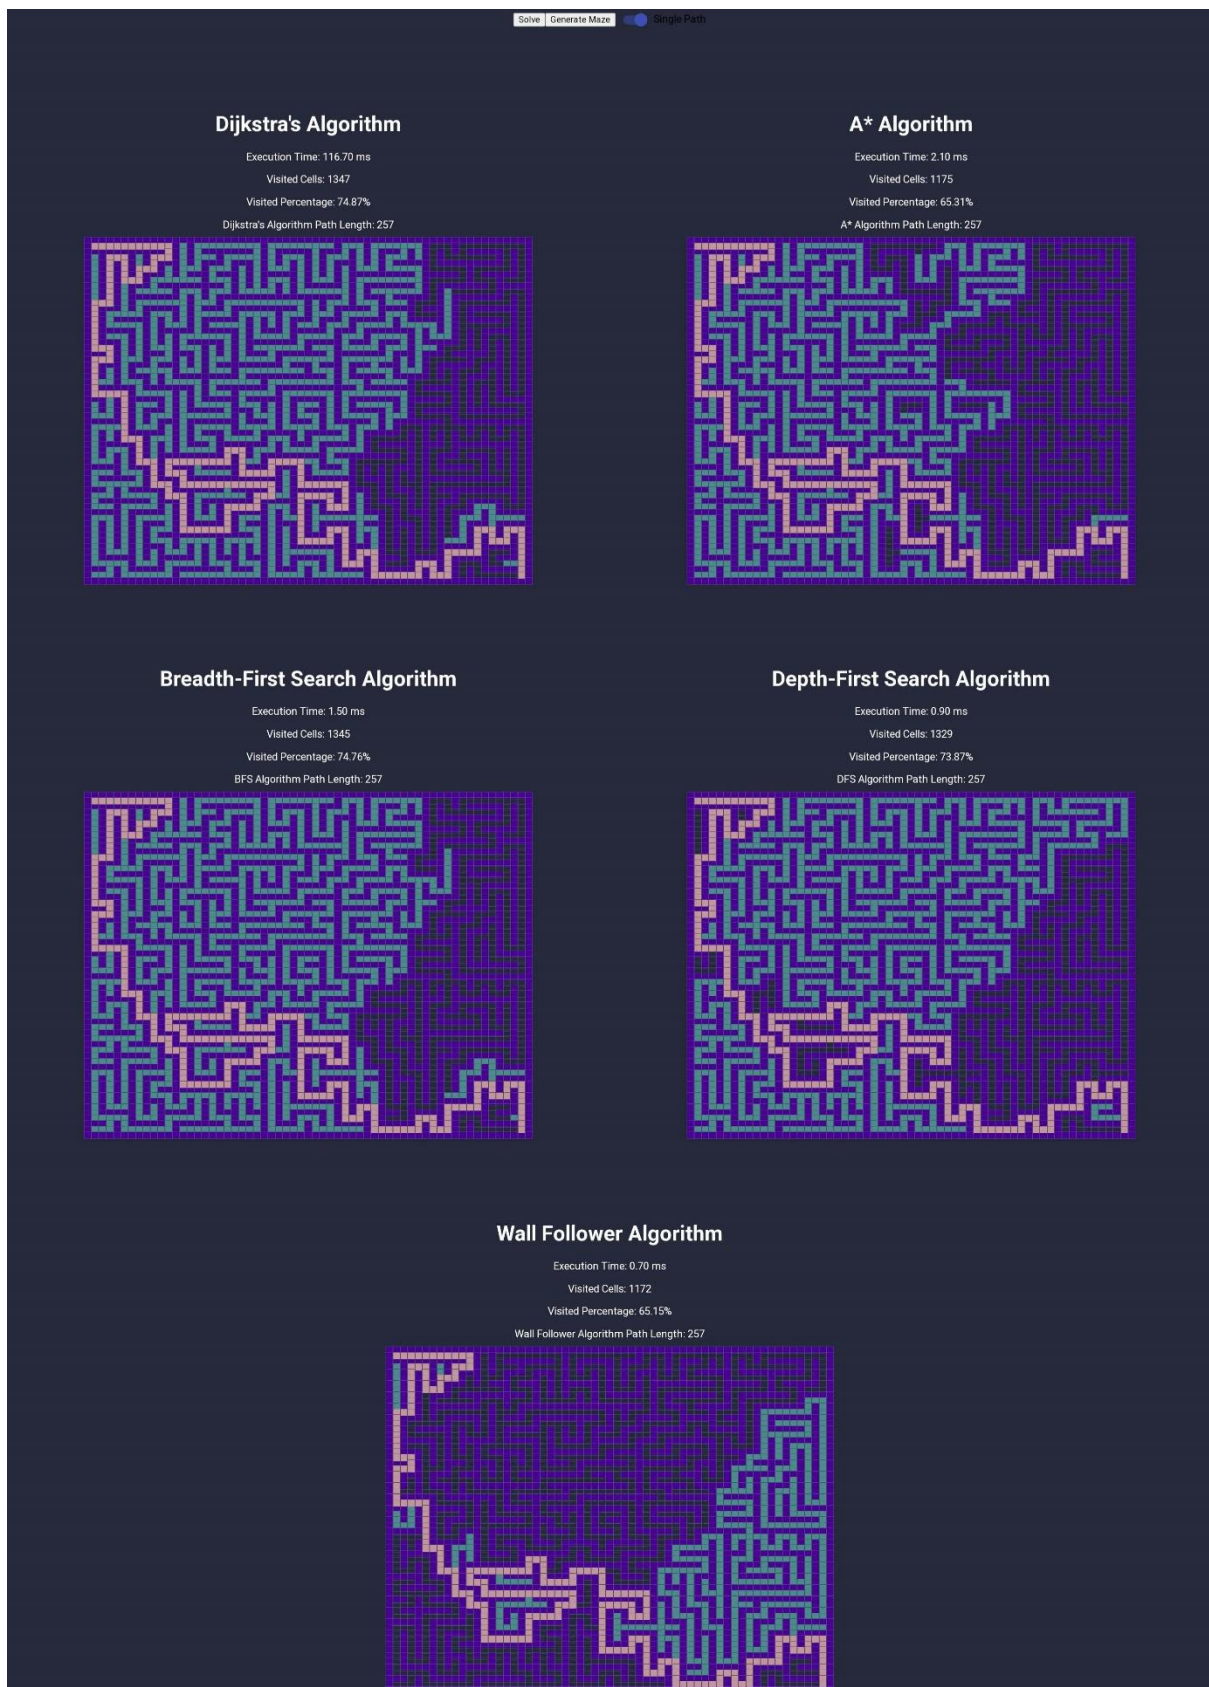 Solve Generate Maze Single Path
Dijkstra's Algorithm
Execution Time: 116.70 ms
Visited Cells: 1347
Visited Percentage: 74.87%
Dijkstra's Algorithm Path Length: 257
A* Algorithm
Execution Time: 2.10 ms
Visited Cells: 1175
Visited Percentage: 65.31%
A* Algorithm Path Length: 257
Breadth-First Search Algorithm
Execution Time: 1.50 ms
Visited Cells: 1345
Visited Percentage: 74.76%
BFS Algorithm Path Length: 257
Depth-First Search Algorithm
Execution Time: 0.90 ms
Visited Cells: 1329
Visited Percentage: 73.87%
DFS Algorithm Path Length: 257
Wall Follower Algorithm
Execution Time: 0.70 ms
Visited Cells: 1172
Visited Percentage: 65.15%
Wall Follower Algorithm Path Length: 257